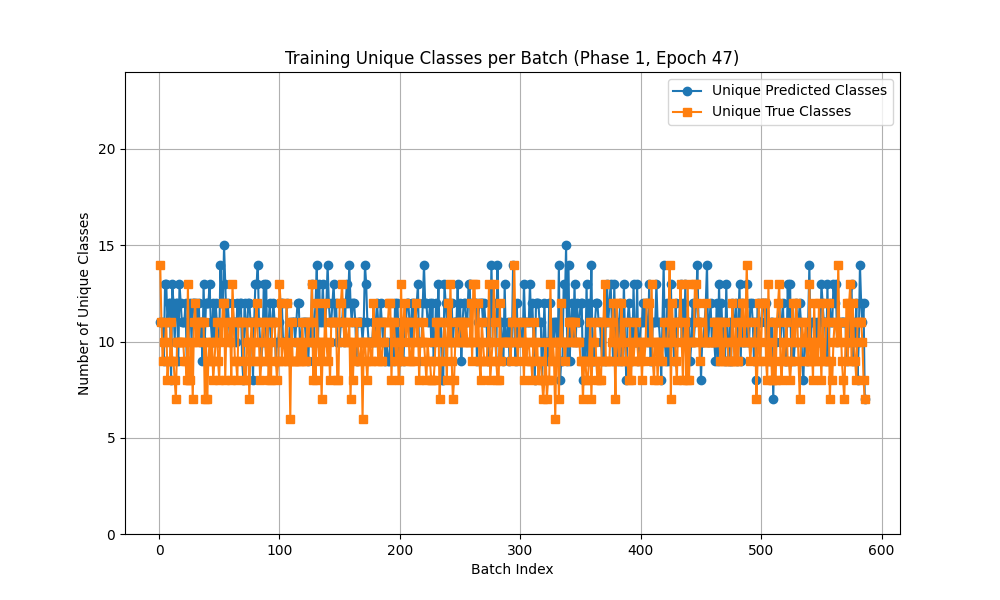 Training Unique Classes per Batch (Phase 1, Epoch 47)
Unique Predicted Classes
Unique True Classes
Number of Unique Classes
20
15
10
5
0
0 100 200 300 400 500 600
Batch Index